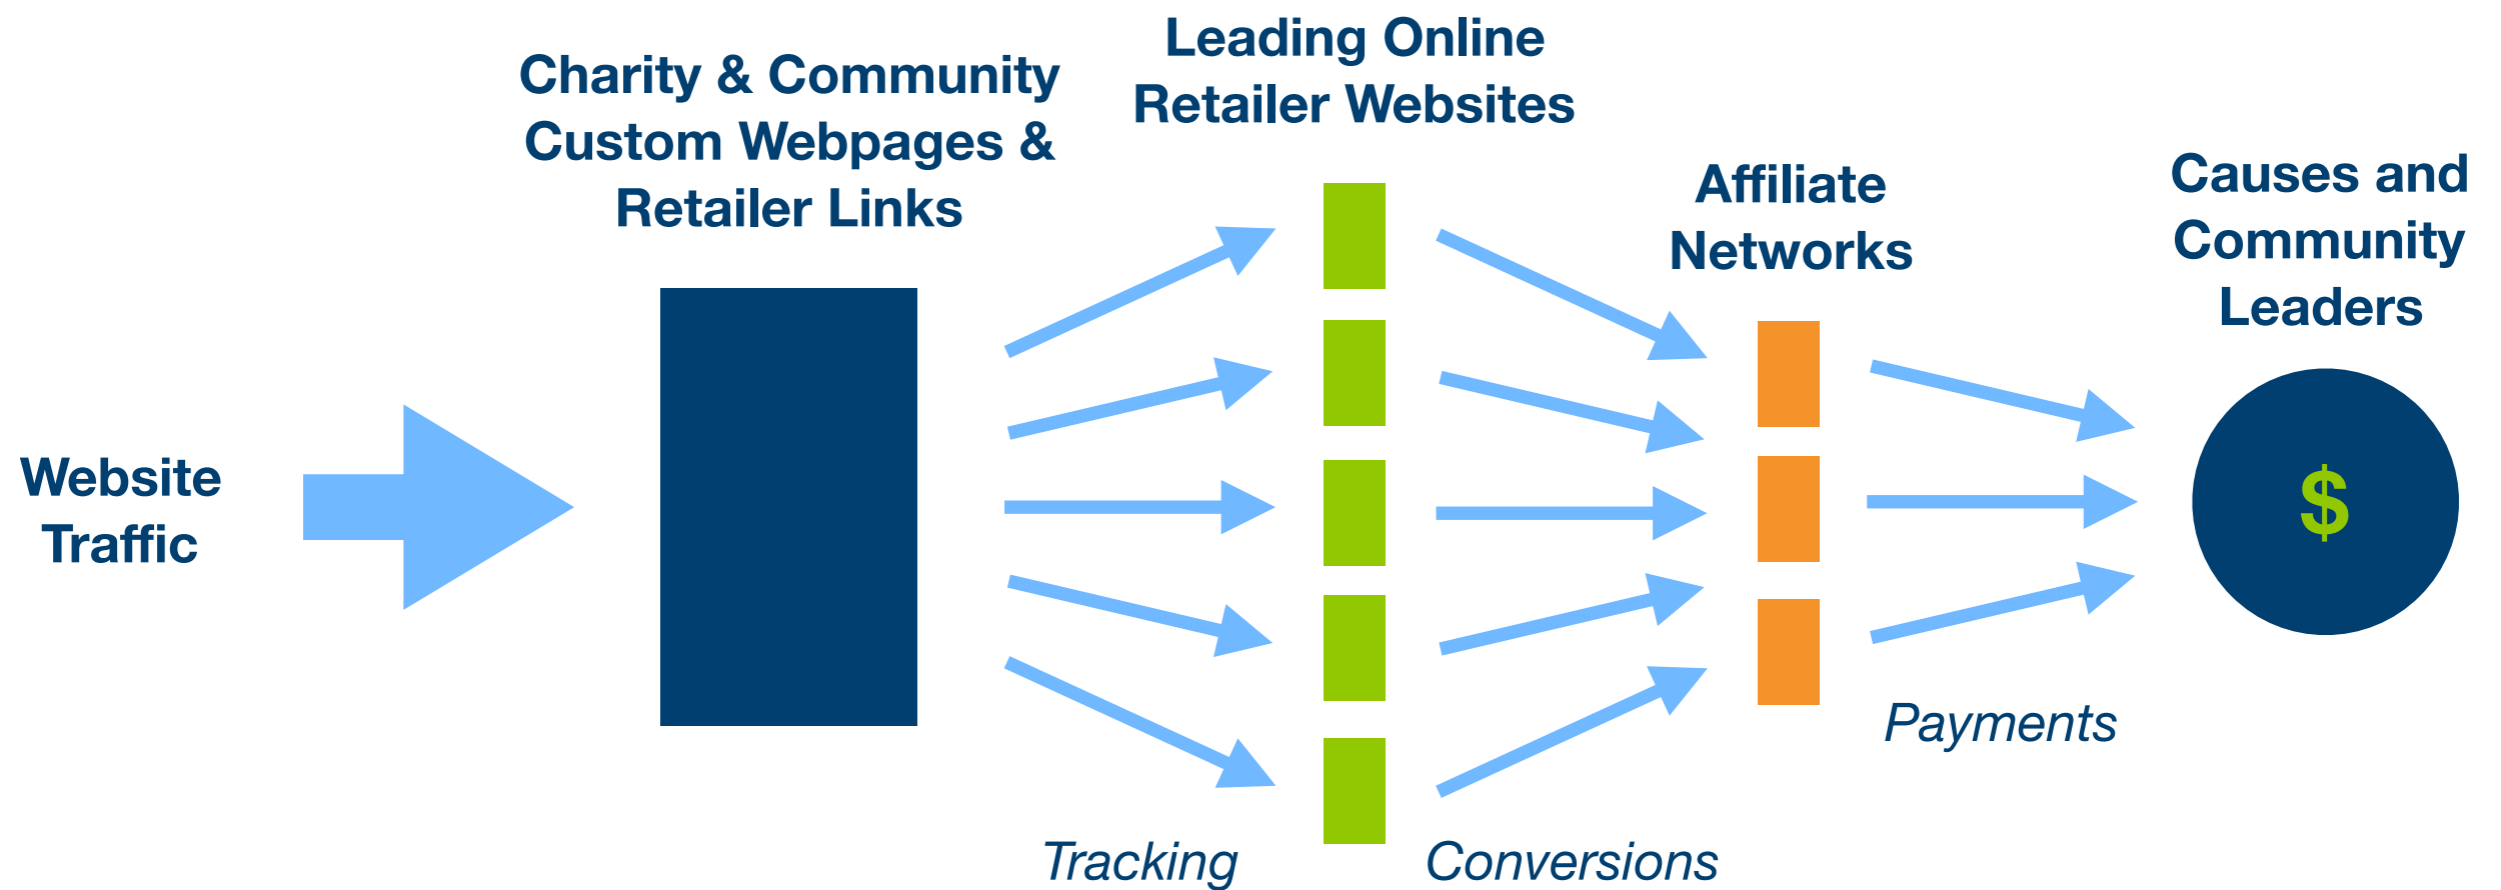 Website
Traffic
Charity & Community
Custom Webpages &
Retailer Links
Leading Online
Retailer Websites
Affiliate
Networks
Causes and
Community
Leaders
$
Tracking
Conversions
Payments